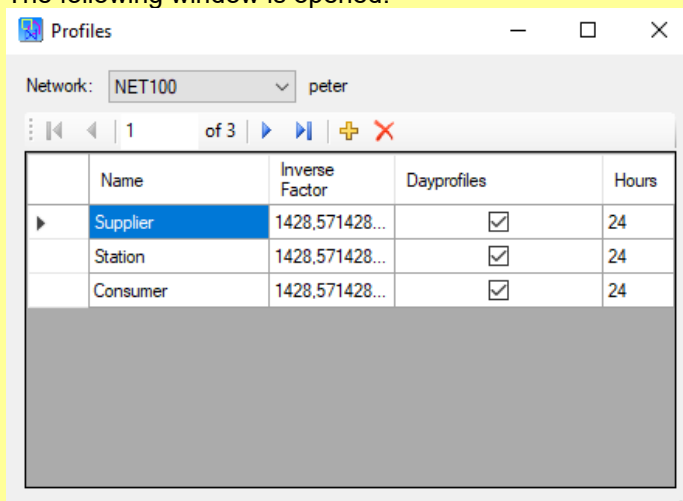 The following window is opened:
Profiles
Network: NET100 peter
1 of 3
Name Inverse Factor Dayprofiles Hours
Supplier 1428,571428... 24
Station 1428,571428... 24
Consumer 1428,571428... 24